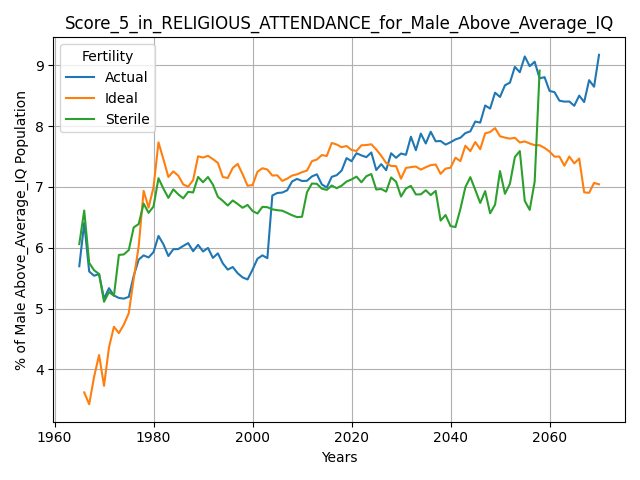 Score_5_in_RELIGIOUS_ATTENDANCE_for_Male_Above_Average_IQ
Fertility
Actual
Ideal
Sterile
% of Male Above_Average_IQ Population
9
8
7
6
5
4
1960
1980
2000
2020
2040
2060
Years